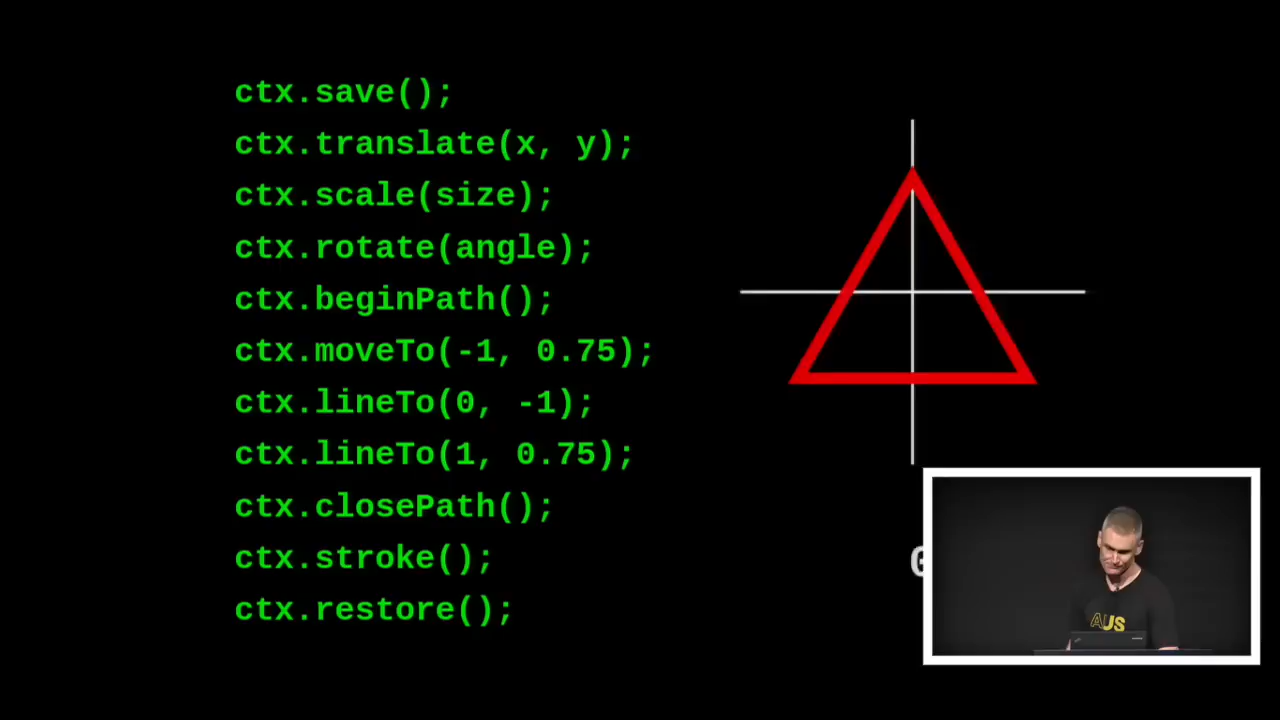 ctx.save();
ctx.translate(x, y);
ctx.scale(size);
ctx.rotate(angle);
ctx.beginPath();
ctx.moveTo(-1, 0.75);
ctx.lineTo(0, -1);
ctx.lineTo(1, 0.75);
ctx.closePath();
ctx.stroke();
ctx.restore();
AUS